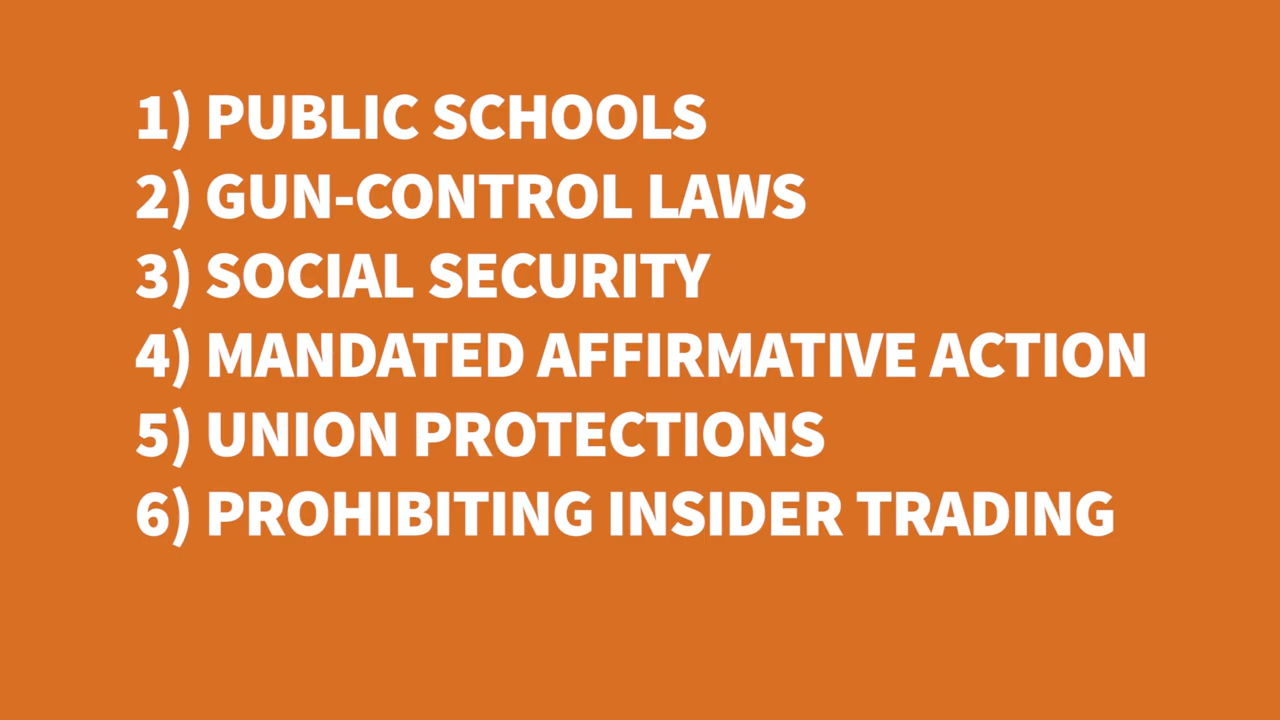 1) PUBLIC SCHOOLS
2) GUN-CONTROL LAWS
3) SOCIAL SECURITY
4) MANDATED AFFIRMATIVE ACTION
5) UNION PROTECTIONS
6) PROHIBITING INSIDER TRADING